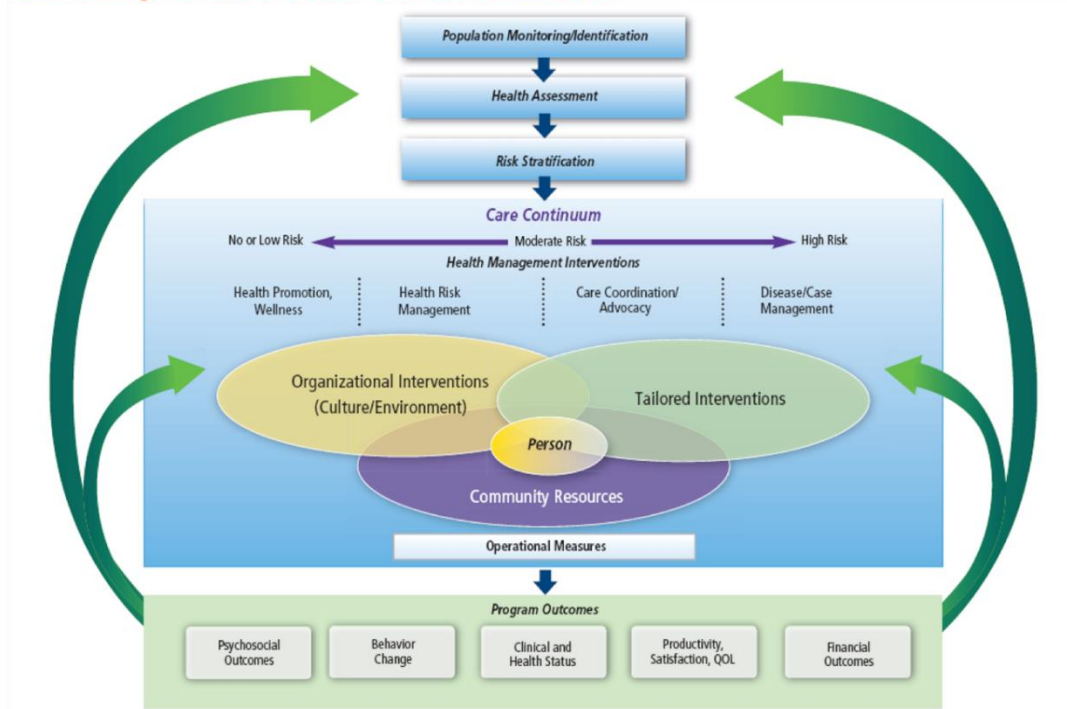 Population Monitoring/Identification
Health Assessment
Risk Stratification
Care Continuum
No or Low Risk
Moderate Risk
High Risk
Health Management Interventions
Health Promotion,
Wellness
Health Risk
Management
Care Coordination/
Advocacy
Disease/Case
Management
Organizational Interventions
(Culture/Environment)
Tailored Interventions
Person
Community Resources
Operational Measures
Program Outcomes
Psychosocial
Outcomes
Behavior
Change
Clinical and
Health Status
Productivity,
Satisfaction, QOL
Financial
Outcomes